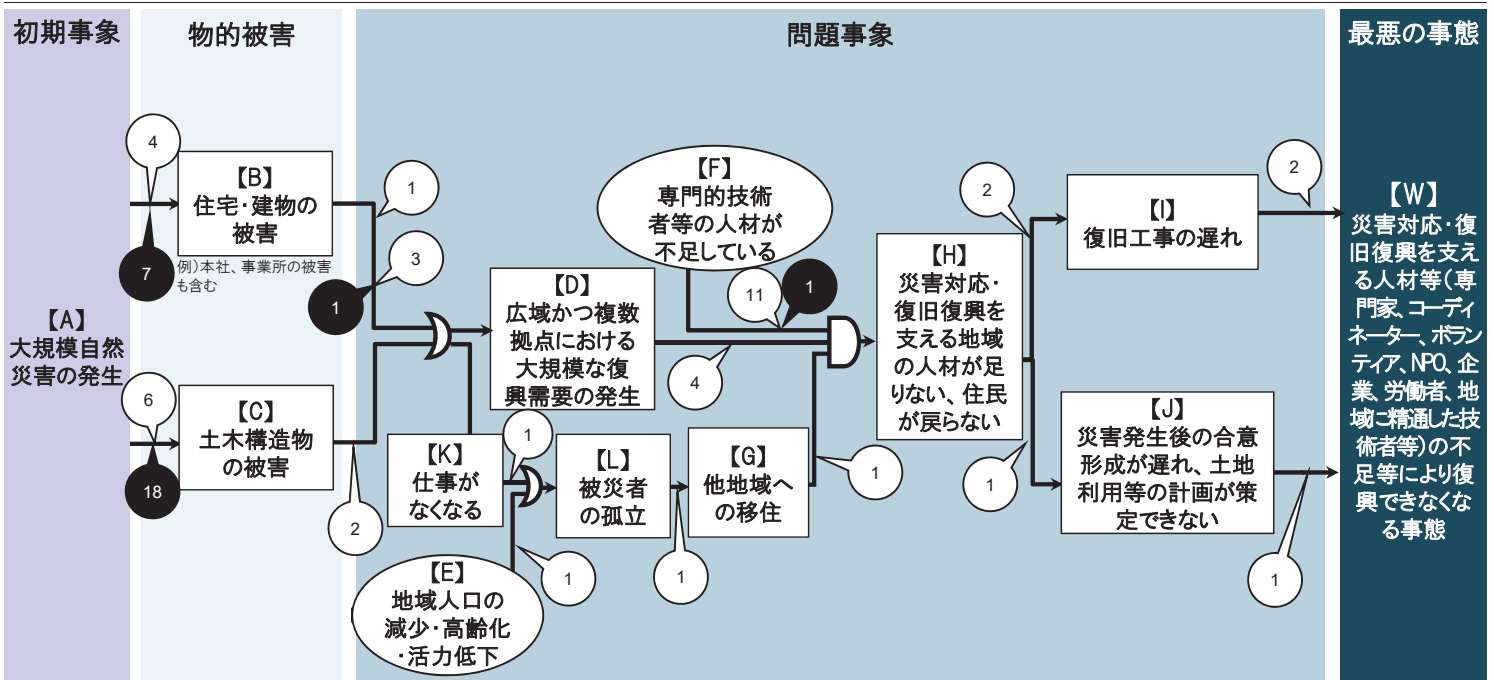 初期事象
物的被害
問題事象
最悪の事態
【A】
大規模自然
災害の発生
4
7
6
18
【B】
住宅・建物の
被害
例）本社、事業所の被害
も含む
【C】
土木構造物
の被害
1
3
1
2
【D】
広域かつ複数
拠点における
大規模な復
興需要の発生
【K】
仕事が
なくなる
1
【E】
地域人口の
減少・高齢化
・活力低下
1
【L】
被災者
の孤立
1
【G】
他地域へ
の移住
1
【F】
専門的技術
者等の人材が
不足している
11
1
4
【H】
災害対応・
復旧復興を
支える地域
の人材が足
りない、住民
が戻らない
2
1
【I】
復旧工事の遅れ
2
【J】
災害発生後の合意
形成が遅れ、土地
利用等の計画が策
定できない
1
【W】
災害対応・復
旧復興を支え
る人材等（専
門家、コーディ
ネーター、ボラン
ティア、NPO、企
業、労働者、地
域に精通した技
術者等）の不
足等により復
興できなくな
る事態